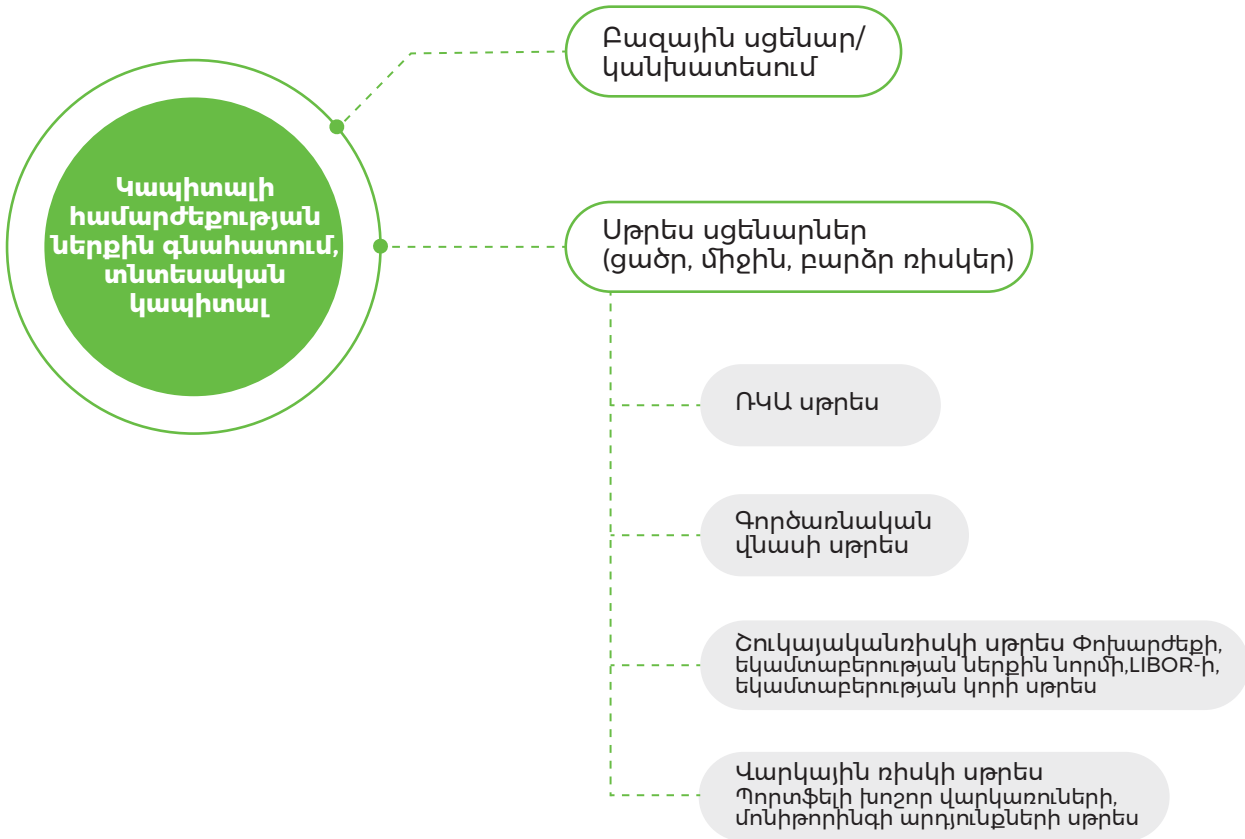 Բազային սցենար/
կանխատեսում
Կապիտալի
համարժեքության
ներքին գնահատում,
տնտեսական
կապիտալ
Սթրես սցենարներ
(ցածր, միջին, բարձր ռիսկեր)
ՌԿԱ սթրես
Գործառնական
վնասի սթրես
Շուկայականռիսկի սթրես Փոխարժեքի,
եկամտաբերության ներքին նորմի,LIBOR-ի,
եկամտաբերության կորի սթրես
Վարկային ռիսկի սթրես
Պորտֆելի խոշոր վարկառուների,
մոնիթորինգի արդյունքների սթրես